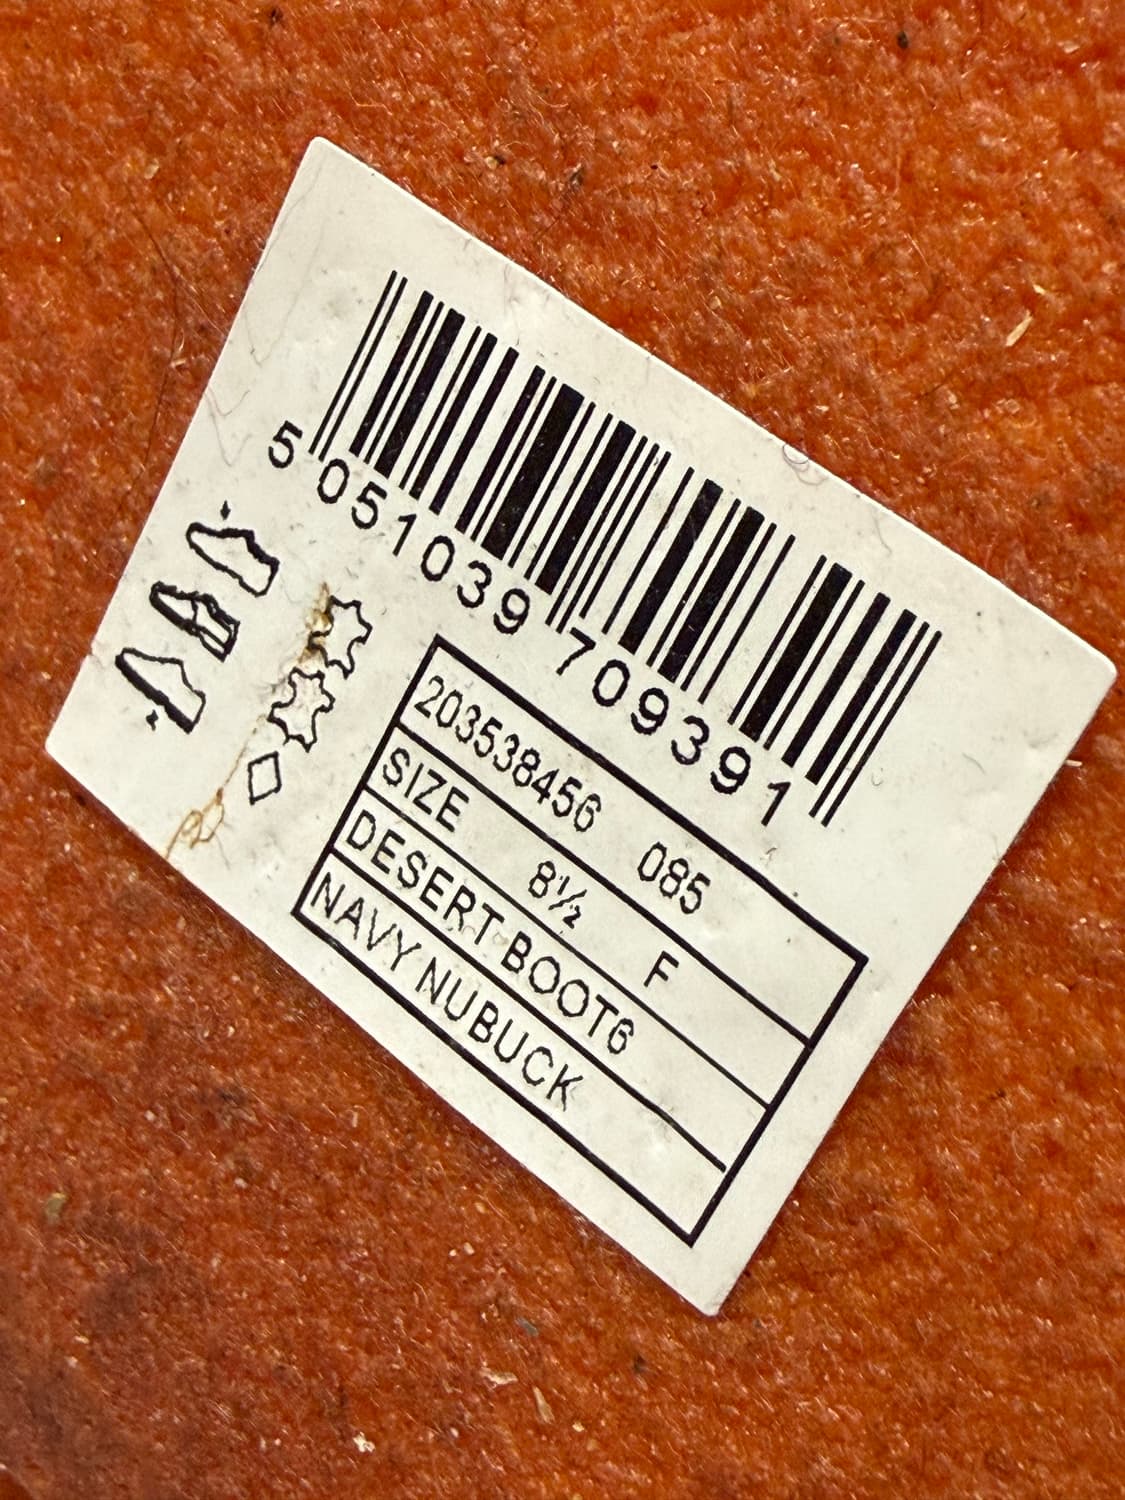 5 051039 709391
203538456 085
SIZE 8½ F
DESERT BOOT6
NAVY NUBUCK